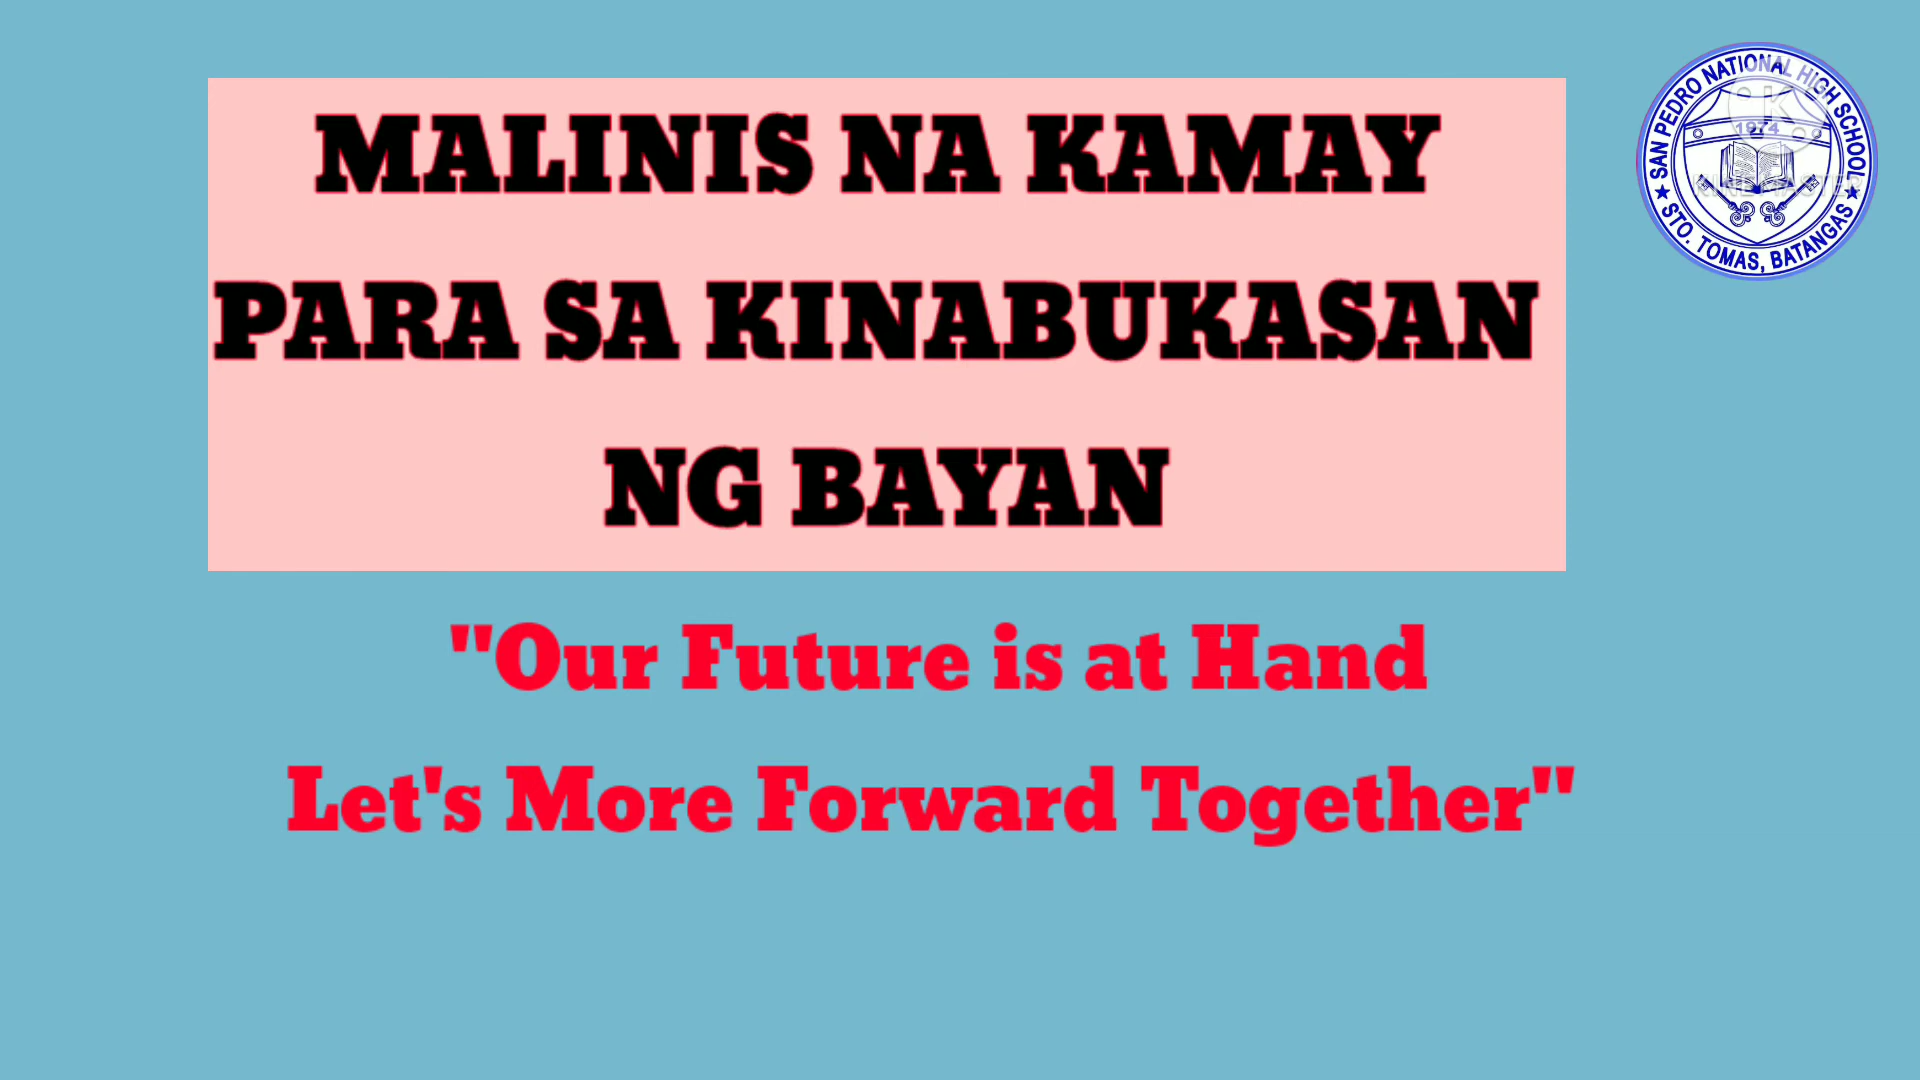 MALINIS NA KAMAY
PARA SA KINABUKASAN
NG BAYAN
"Our Future is at Hand
Let's More Forward Together"
SAN PEDRO NATIONAL HIGH SCHOOL
1974
★ STO. TOMAS, BATANGAS ★
KINEMASTER